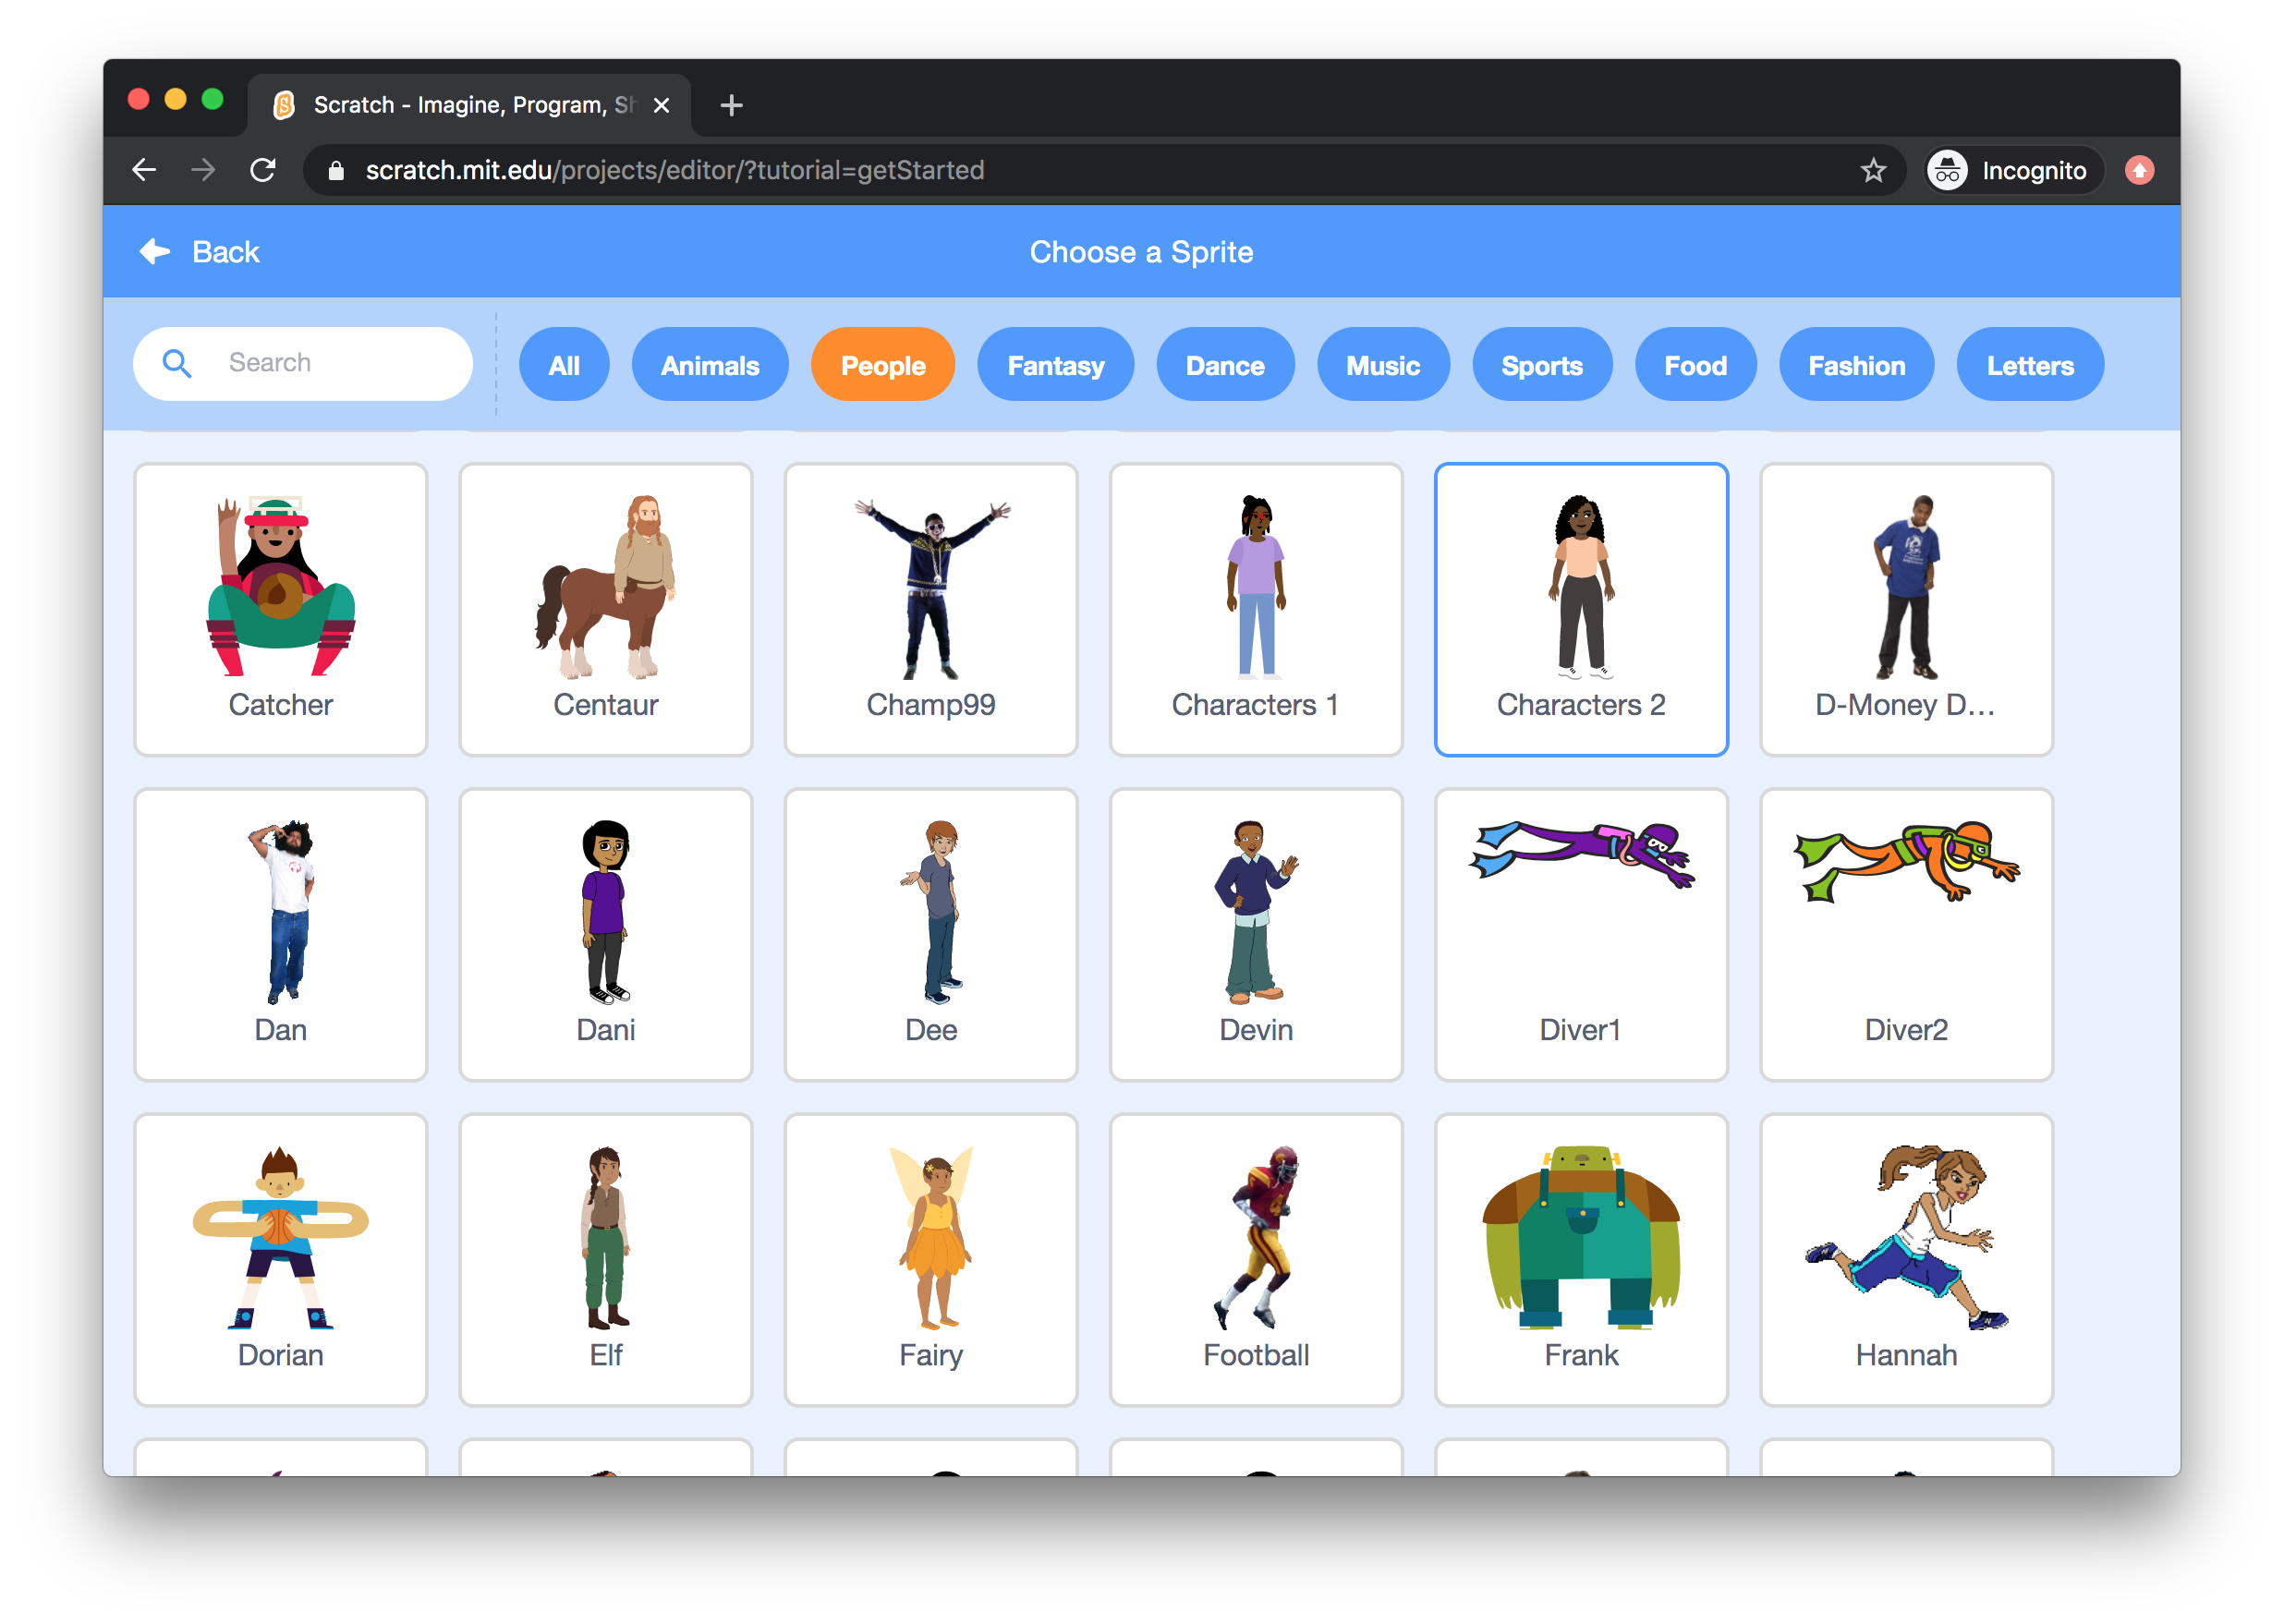 Scratch - Imagine, Program, Sh
scratch.mit.edu/projects/editor/?tutorial=getStarted
Incognito
Back
Choose a Sprite
Search
All
Animals
People
Fantasy
Dance
Music
Sports
Food
Fashion
Letters
Catcher
Centaur
Champ99
Characters 1
Characters 2
D-Money D...
Dan
Dani
Dee
Devin
Diver1
Diver2
Dorian
Elf
Fairy
Football
Frank
Hannah